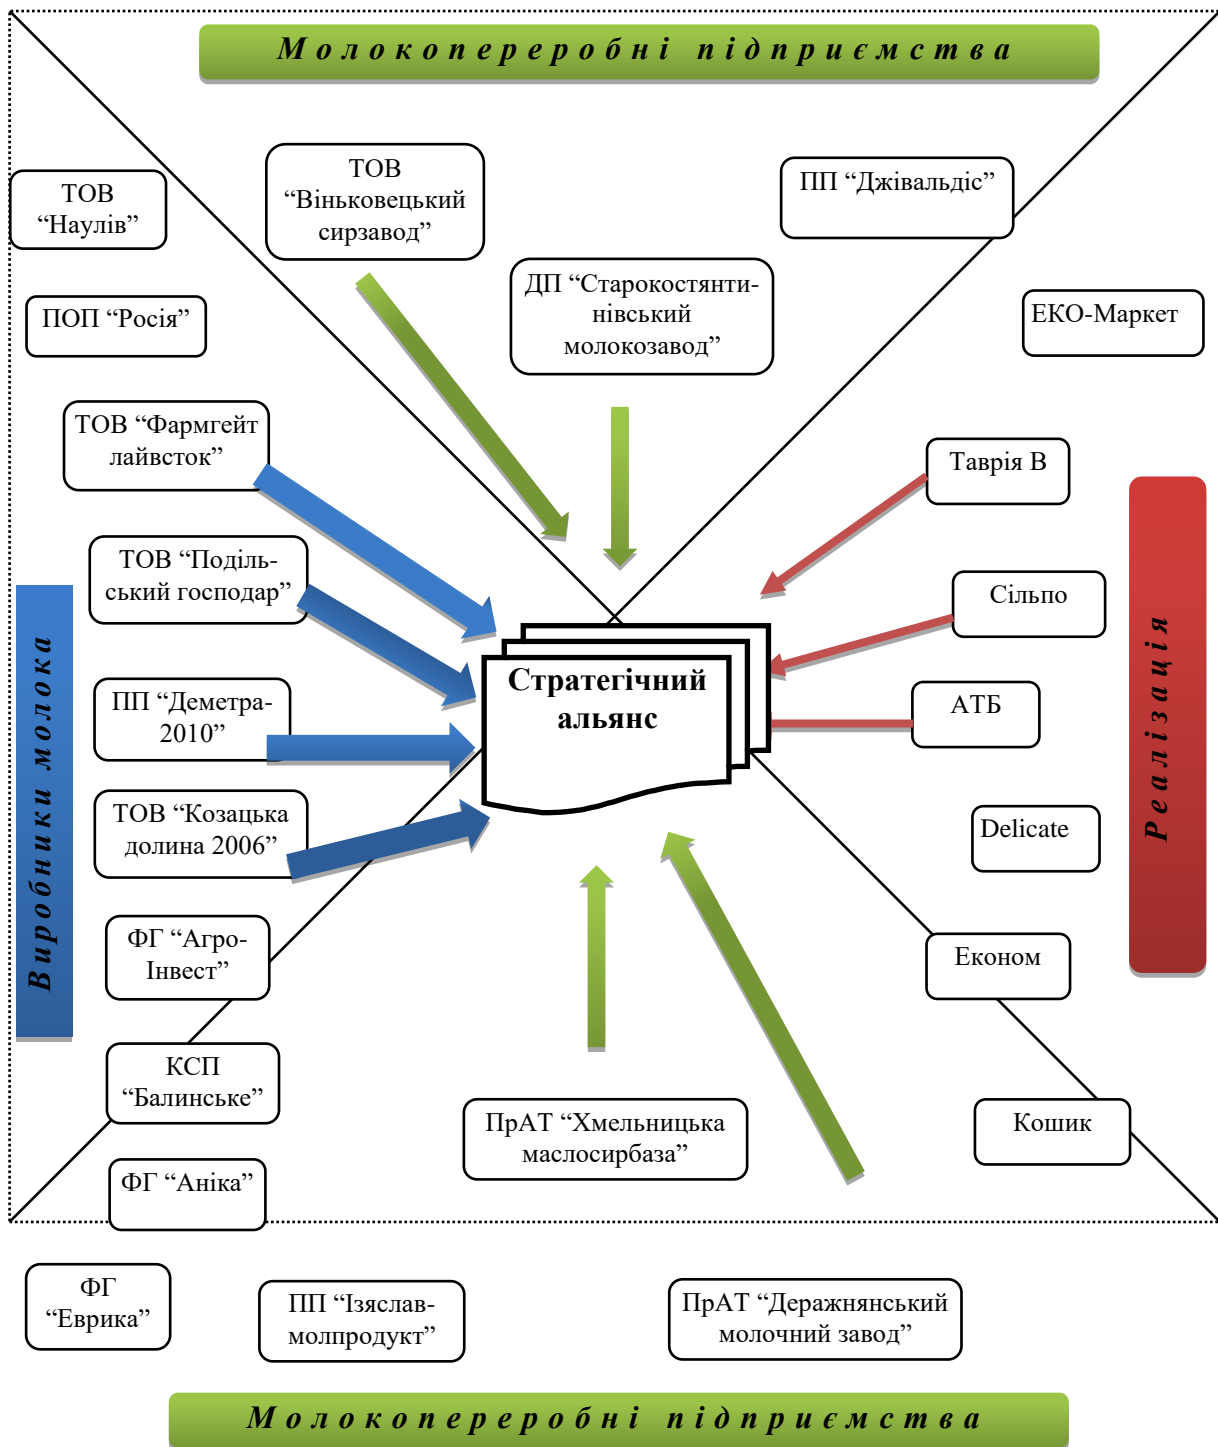 Молокопереробні підприємства
ТОВ
“Наулів”
ТОВ
“Віньковецький
сирзавод”
ПП “Джівальдіс”
ДП “Старокостянти-
нівський
молокозавод”
ПОП “Росія”
ЕКО-Маркет
ТОВ “Фармгейт
лайвсток”
Таврія В
ТОВ “Поділь-
ський господар”
Сільпо
Виробники молока
Реалізація
Стратегічний
альянс
ПП “Деметра-
2010”
АТБ
ТОВ “Козацька
долина 2006”
Delicate
ФГ “Агро-
Інвест”
Економ
КСП
“Балинське”
ПрАТ “Хмельницька
маслосирбаза”
Кошик
ФГ “Аніка”
ФГ
“Еврика”
ПП “Ізяслав-
молпродукт”
ПрАТ “Деражнянський
молочний завод”
Молокопереробні підприємства